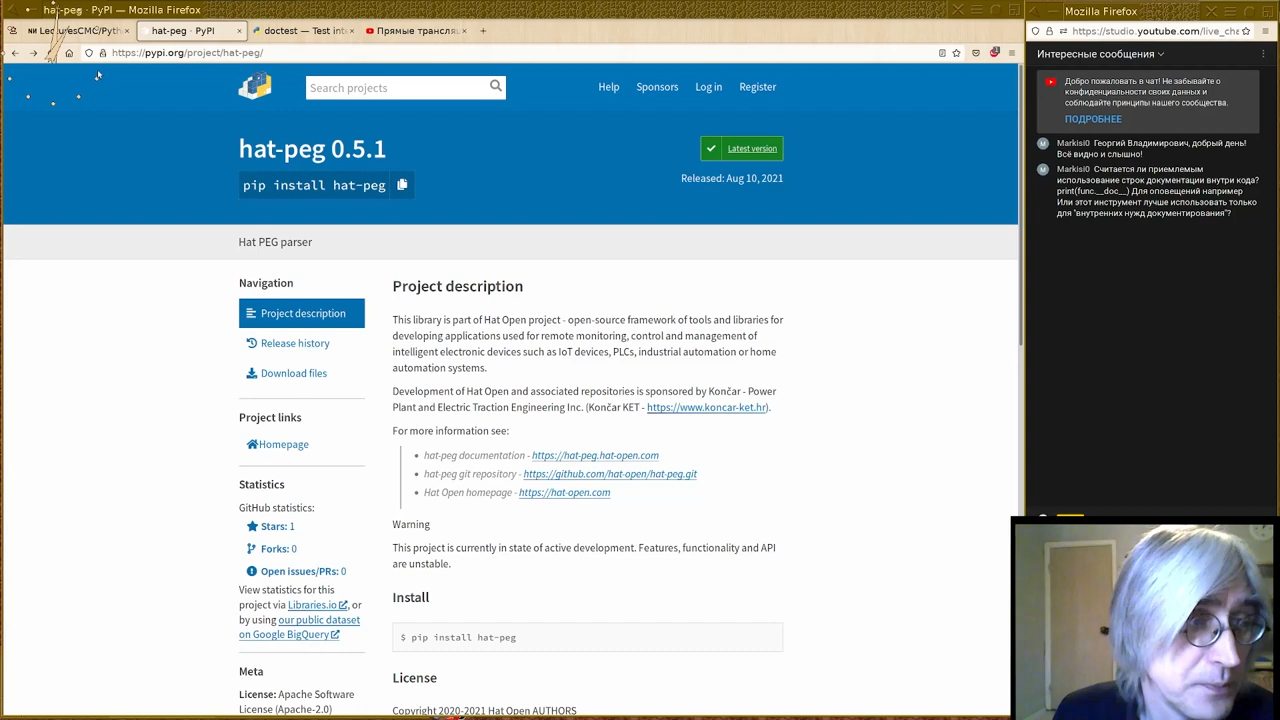 hat-peg · PyPI — Mozilla Firefox
LecturesCMC/Pyth
hat-peg · PyPI
doctest — Test inte
Прямые трансляц
https://pypi.org/project/hat-peg/
Search projects
Help
Sponsors
Log in
Register
hat-peg 0.5.1
Latest version
pip install hat-peg
Released: Aug 10, 2021
Hat PEG parser
Navigation
Project description
Release history
Download files
Project links
Homepage
Statistics
GitHub statistics:
Stars: 1
Forks: 0
Open issues/PRs: 0
View statistics for this
project via Libraries.io, or
by using our public dataset
on Google BigQuery
Meta
License: Apache Software
License (Apache-2.0)
Project description
This library is part of Hat Open project - open-source framework of tools and libraries for
developing applications used for remote monitoring, control and management of
intelligent electronic devices such as IoT devices, PLCs, industrial automation or home
automation systems.
Development of Hat Open and associated repositories is sponsored by Končar - Power
Plant and Electric Traction Engineering Inc. (Končar KET - https://www.koncar-ket.hr).
For more information see:
hat-peg documentation - https://hat-peg.hat-open.com
hat-peg git repository - https://github.com/hat-open/hat-peg.git
Hat Open homepage - https://hat-open.com
Warning
This project is currently in state of active development. Features, functionality and API
are unstable.
Install
$ pip install hat-peg
License
Copyright 2020-2021 Hat Open AUTHORS
Mozilla Firefox
https://studio.youtube.com/live_cha
Интересные сообщения
Добро пожаловать в чат! Не забывайте о
конфиденциальности своих данных и
соблюдайте принципы нашего сообщества.
ПОДРОБНЕЕ
M
Markisi0 Георгий Владимирович, добрый день!
Всё видно и слышно!
M
Markisi0 Считается ли приемлемым
использование строк документации внутри кода?
print(func.__doc__) Для оповещений например
Или этот инструмент лучше использовать только
для "внутренних нужд документирования"?